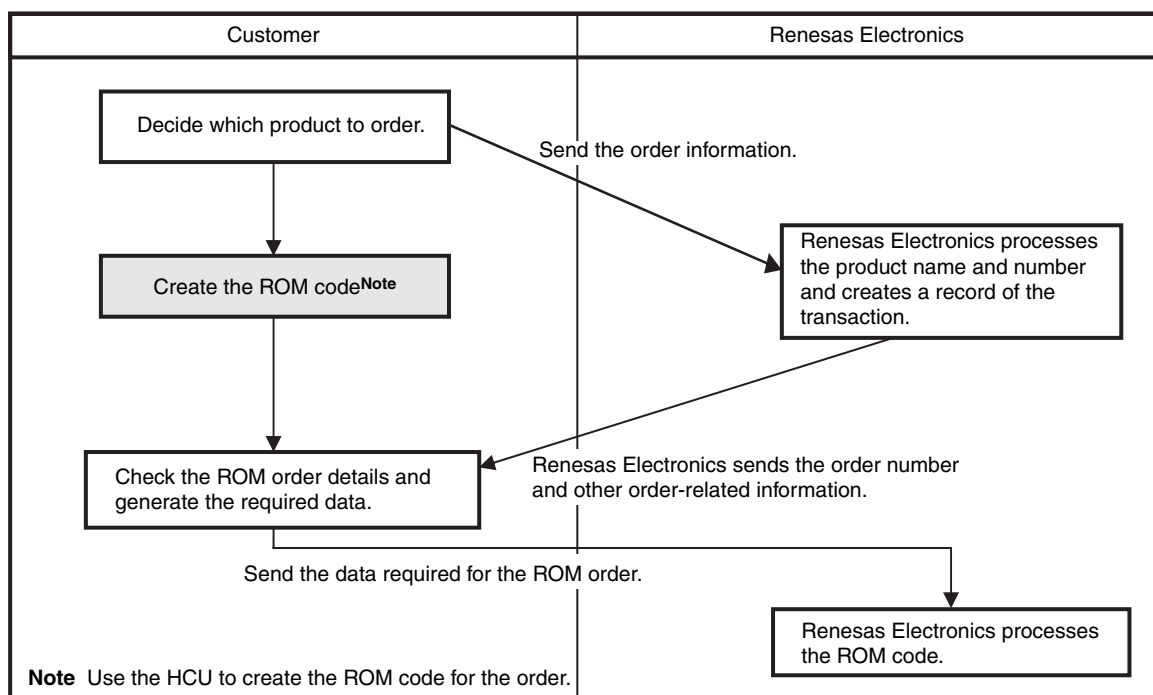 Customer
Renesas Electronics
Decide which product to order.
Send the order information.
Renesas Electronics processes
the product name and number
and creates a record of the
transaction.
Create the ROM codeNote
Check the ROM order details and
generate the required data.
Renesas Electronics sends the order number
and other order-related information.
Send the data required for the ROM order.
Renesas Electronics processes
the ROM code.
Note Use the HCU to create the ROM code for the order.